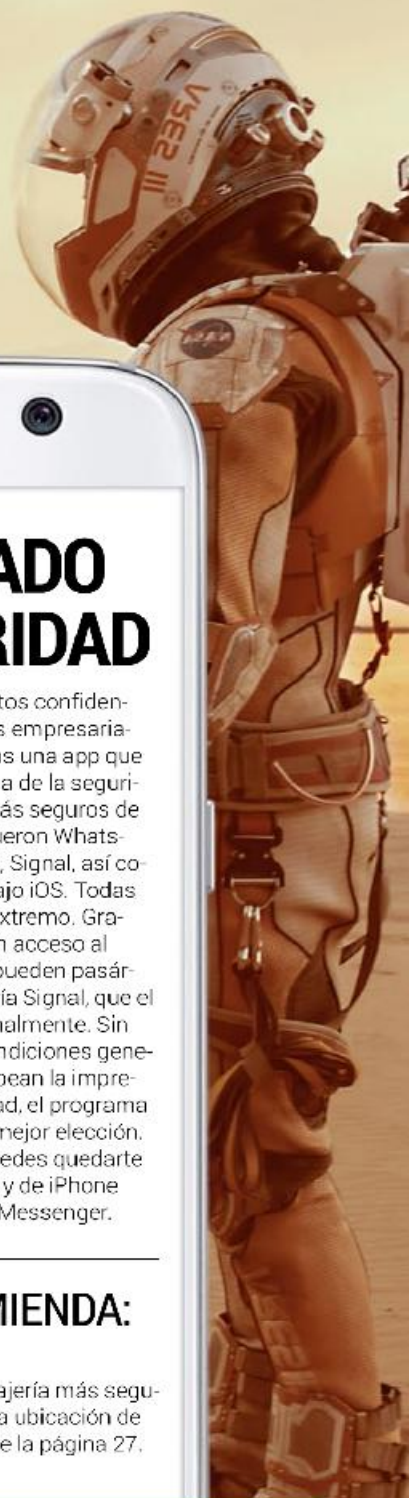 VSE2 III
ADO
RIDAD
tos confiden-
s empresaria-
s una app que
a de la seguri-
ás seguros de
ueron Whats-
, Signal, así co-
ajo iOS. Todas
xtremo. Gra-
n acceso al
pueden pasár-
ía Signal, que el
nalmente. Sin
ndiciones gene-
pean la impre-
ad, el programa
mejor elección.
edes quedarte
y de iPhone
Messenger.
MIENDA:
ajería más segu-
a ubicación de
e la página 27.